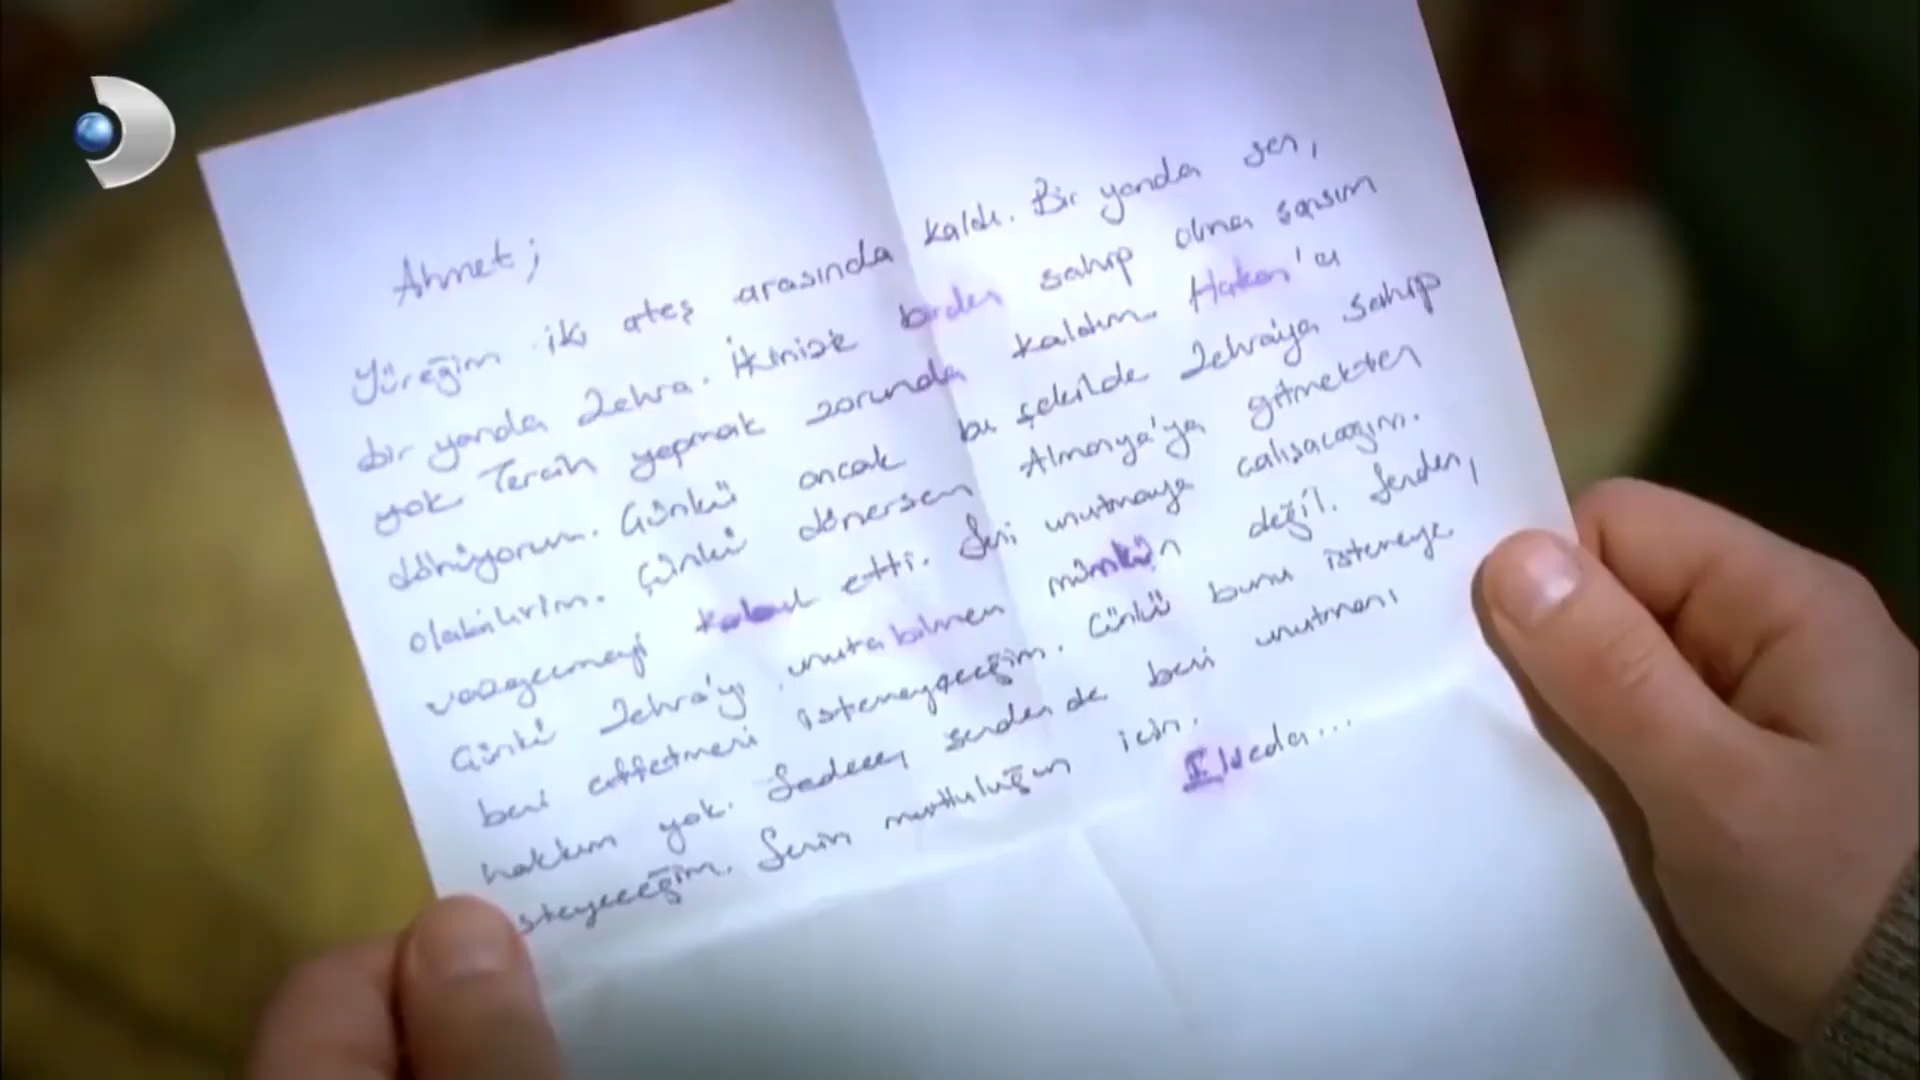 Ahmet;
Yüreğim iki ateş arasında kaldı. Bir yanda sen,
bir yanda Zehra. İkinize birden sahip olma şansım
yok. Tercih yapmak zorunda kaldım. Hakan'a
dönüyorum. Çünkü ancak bu şekilde Zehra'ya sahip
olabilirim. Çünkü dönersem Almanya'ya gitmekten
vazgeçmeyi kabul etti. Seni unutmaya çalışacağım.
Çünkü Zehra'yı unutabilmem mümkün değil. Senden,
beni affetmeni istemeyeceğim. Çünkü bunu istemeye
hakkım yok. Sadece senden de beni unutmanı
isteyeceğim. Senin mutluluğun için.
Elveda...